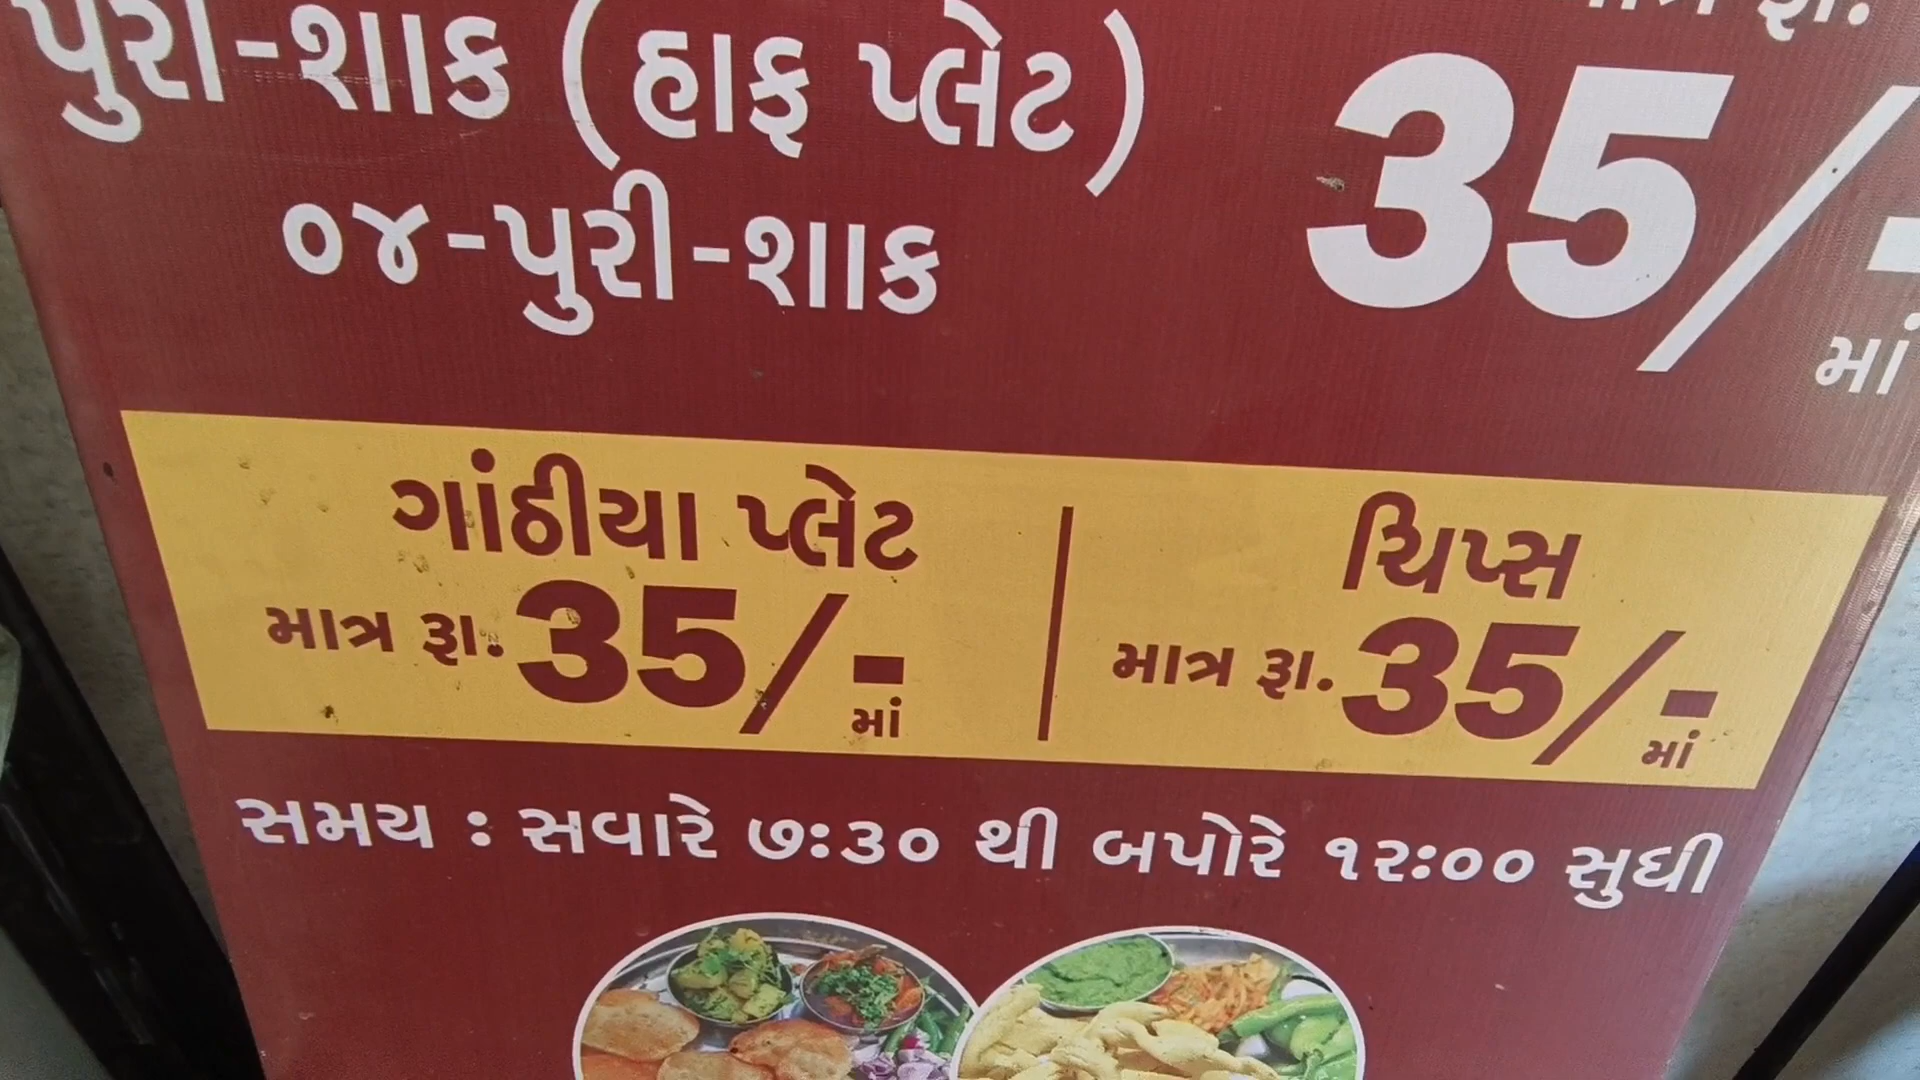 પુરી-શાક (હાફ પ્લેટ)
૦૪-પુરી-શાક
રૂા.
35/-
માં
ગાંઠીયા પ્લેટ
માત્ર રૂા. 35/-
માં
ચિપ્સ
માત્ર રૂા. 35/-
માં
સમય : સવારે ૭:૩૦ થી બપોરે ૧૨:૦૦ સુધી